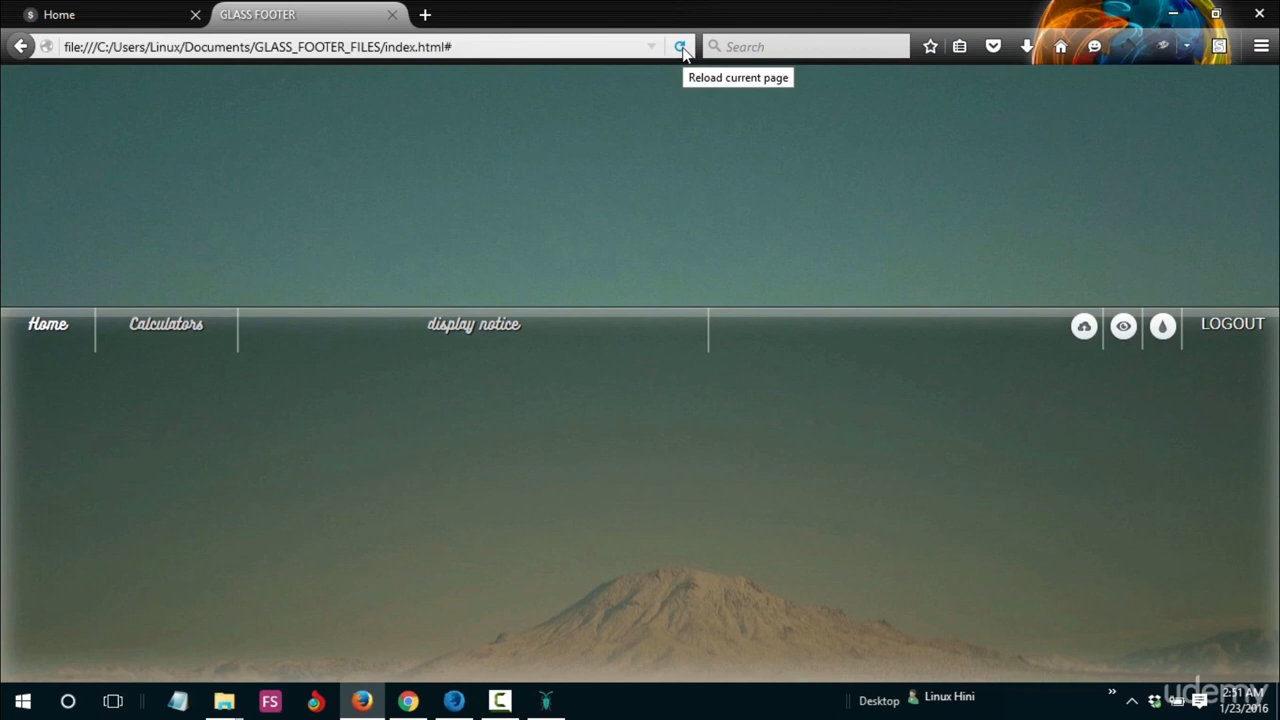 Home
GLASS FOOTER
file:///C:/Users/Linux/Documents/GLASS_FOOTER_FILES/index.html#
Search
Reload current page
Home
Calculators
display notice
LOGOUT
FS
Desktop
Linux Hini
»
2:51 AM
1/23/2016
udemy